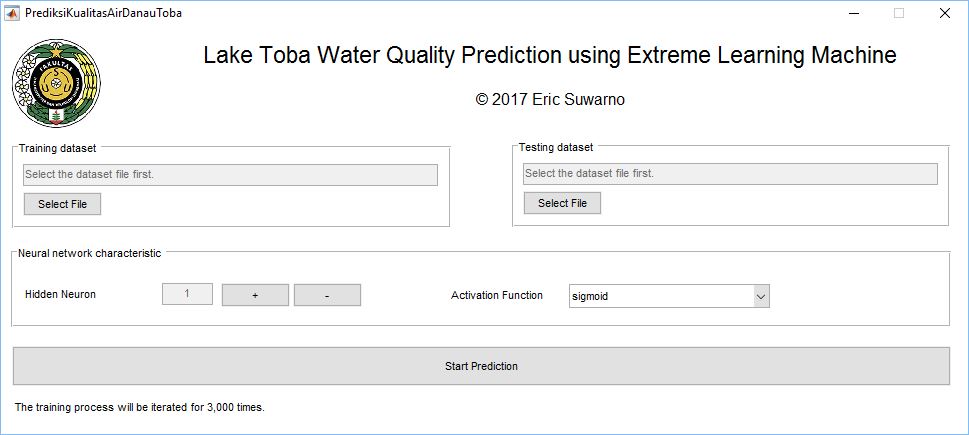 PrediksiKualitasAirDanauToba
Lake Toba Water Quality Prediction using Extreme Learning Machine
© 2017 Eric Suwarno
FAKULTAS
Training dataset
Select the dataset file first.
Select File
Testing dataset
Select the dataset file first.
Select File
Neural network characteristic
Hidden Neuron
1
+
-
Activation Function
sigmoid
Start Prediction
The training process will be iterated for 3,000 times.